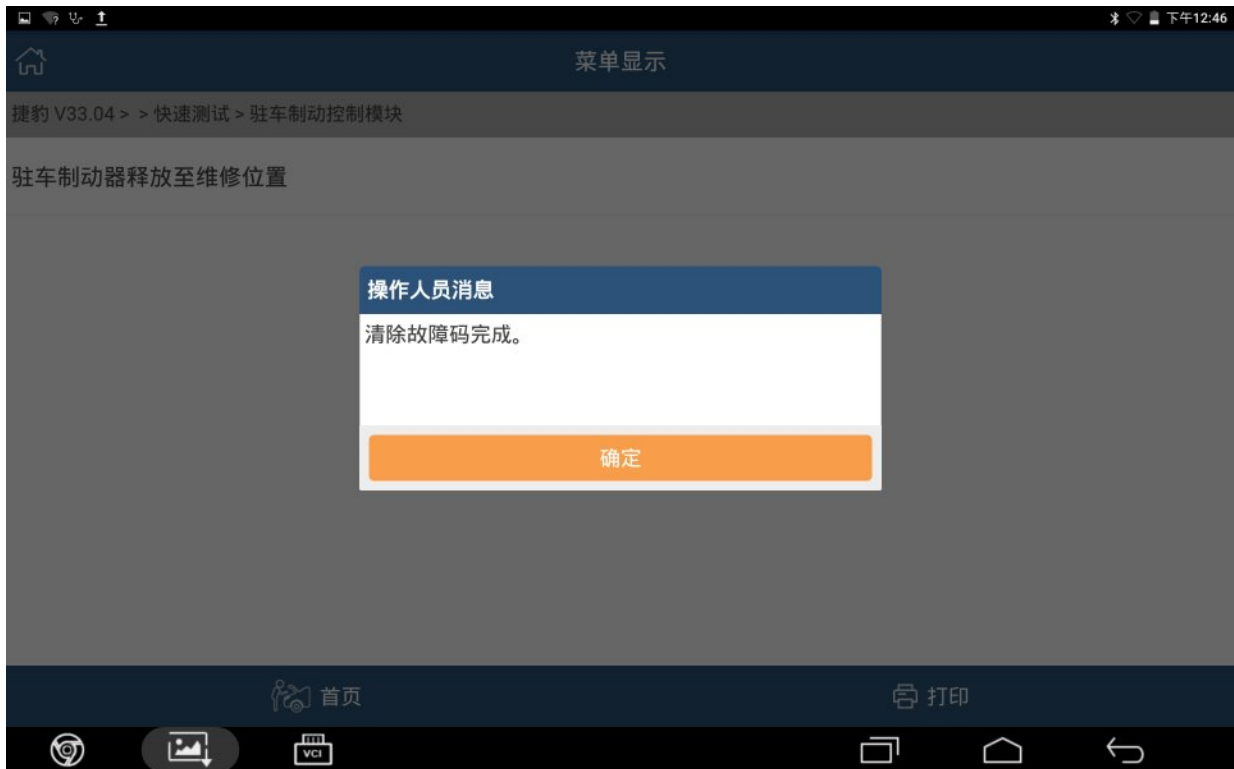 下午12:46
菜单显示
捷豹 V33.04 > > 快速测试 > 驻车制动控制模块
驻车制动器释放至维修位置
操作人员消息
清除故障码完成。
确定
首页
打印
VCI